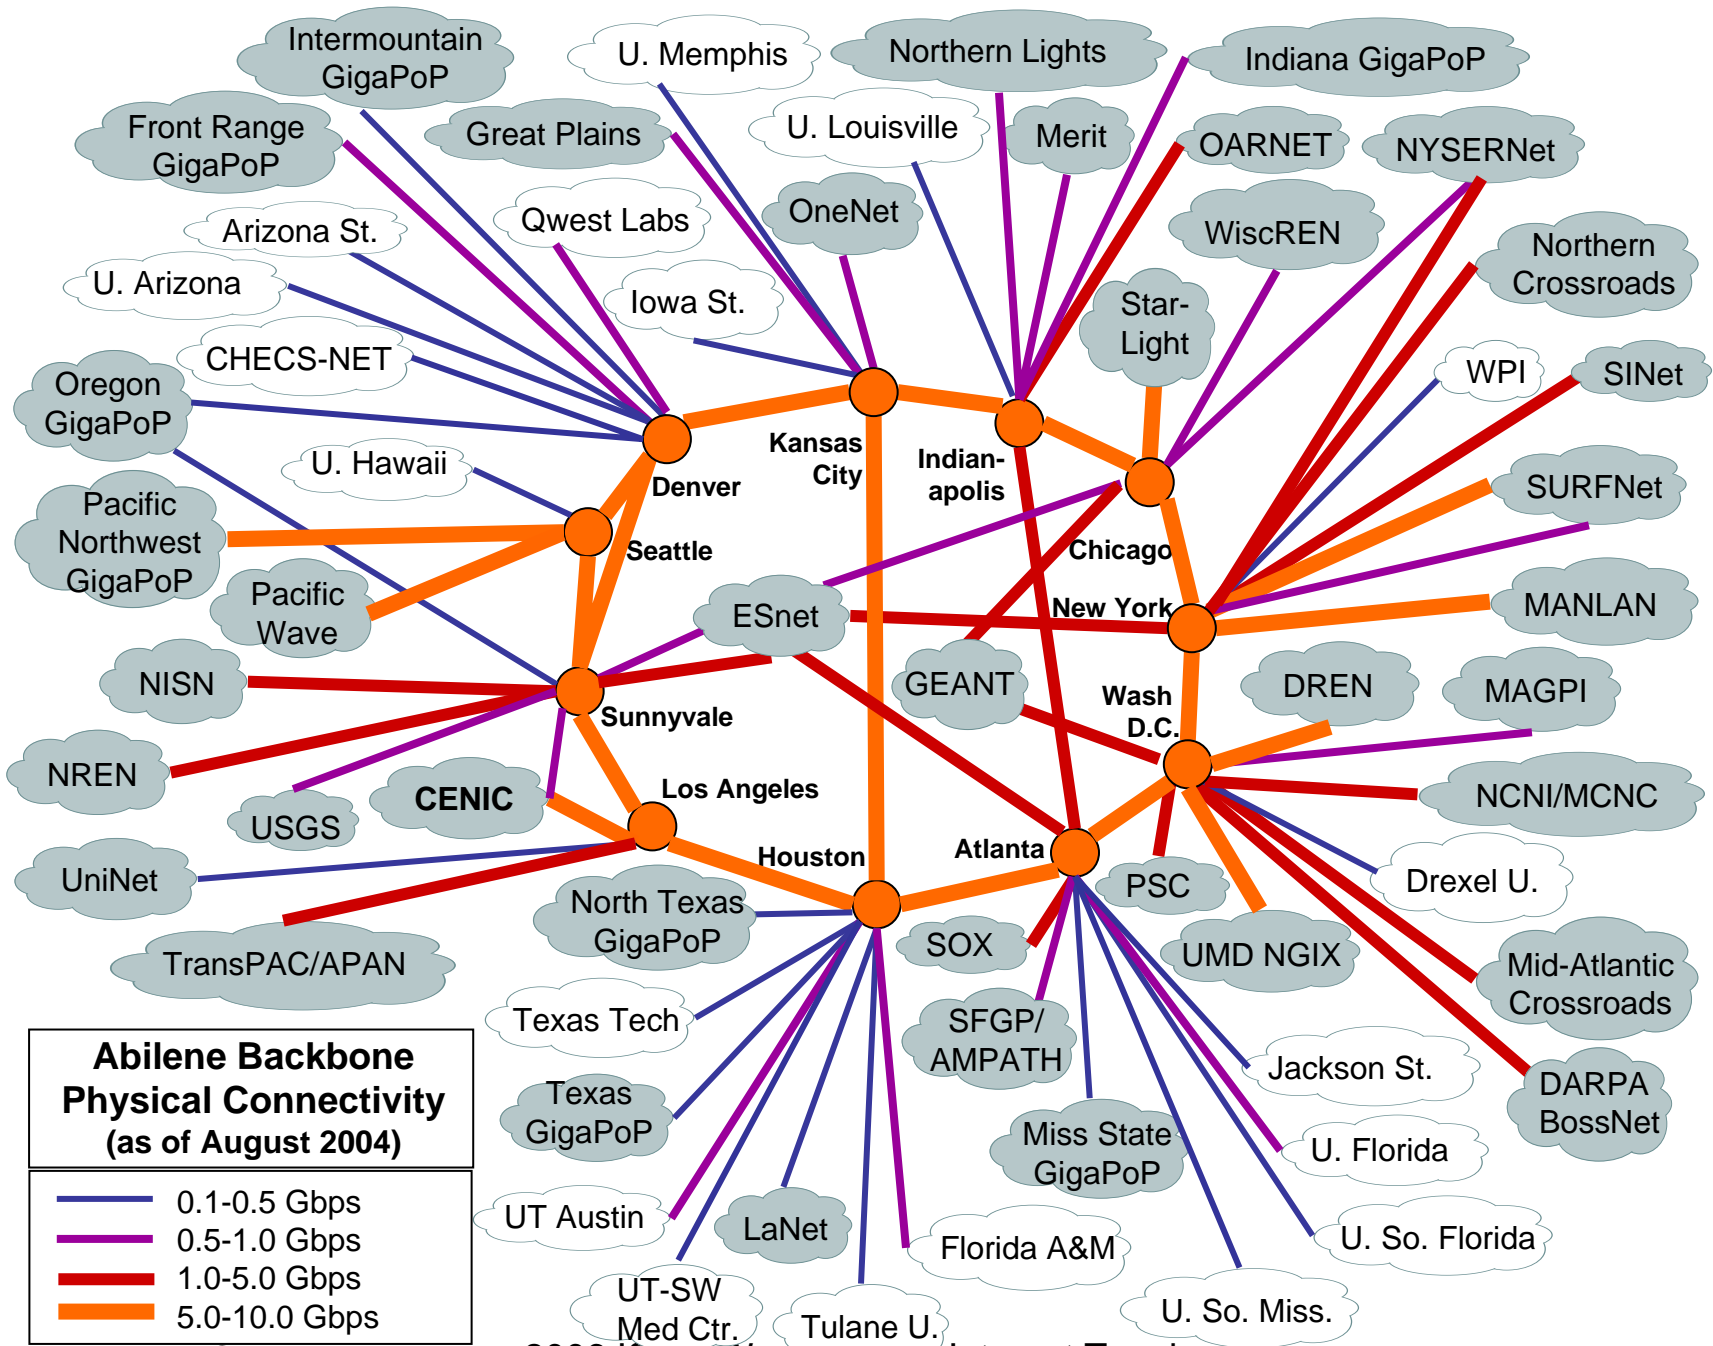 Intermountain
GigaPoP
U. Memphis
Northern Lights
Indiana GigaPoP
Front Range
GigaPoP
Great Plains
U. Louisville
Merit
OARNET
NYSERNet
Arizona St.
Qwest Labs
OneNet
WiscREN
Northern
Crossroads
U. Arizona
Iowa St.
Star-
Light
CHECS-NET
WPI
SINet
Oregon
GigaPoP
U. Hawaii
Kansas
City
Indian-
apolis
Denver
SURFNet
Pacific
Northwest
GigaPoP
Seattle
Chicago
Pacific
Wave
ESnet
New York
MANLAN
NISN
GEANT
Wash
D.C.
DREN
MAGPI
Sunnyvale
NREN
USGS
CENIC
Los Angeles
NCNI/MCNC
UniNet
Houston
Atlanta
PSC
Drexel U.
North Texas
GigaPoP
SOX
UMD NGIX
TransPAC/APAN
Mid-Atlantic
Crossroads
Texas Tech
SFGP/
AMPATH
Jackson St.
Abilene Backbone
Physical Connectivity
(as of August 2004)
Texas
GigaPoP
Miss State
GigaPoP
U. Florida
DARPA
BossNet
0.1-0.5 Gbps
0.5-1.0 Gbps
1.0-5.0 Gbps
5.0-10.0 Gbps
UT Austin
LaNet
Florida A&M
U. So. Florida
UT-SW
Med Ctr.
Tulane U.
U. So. Miss.